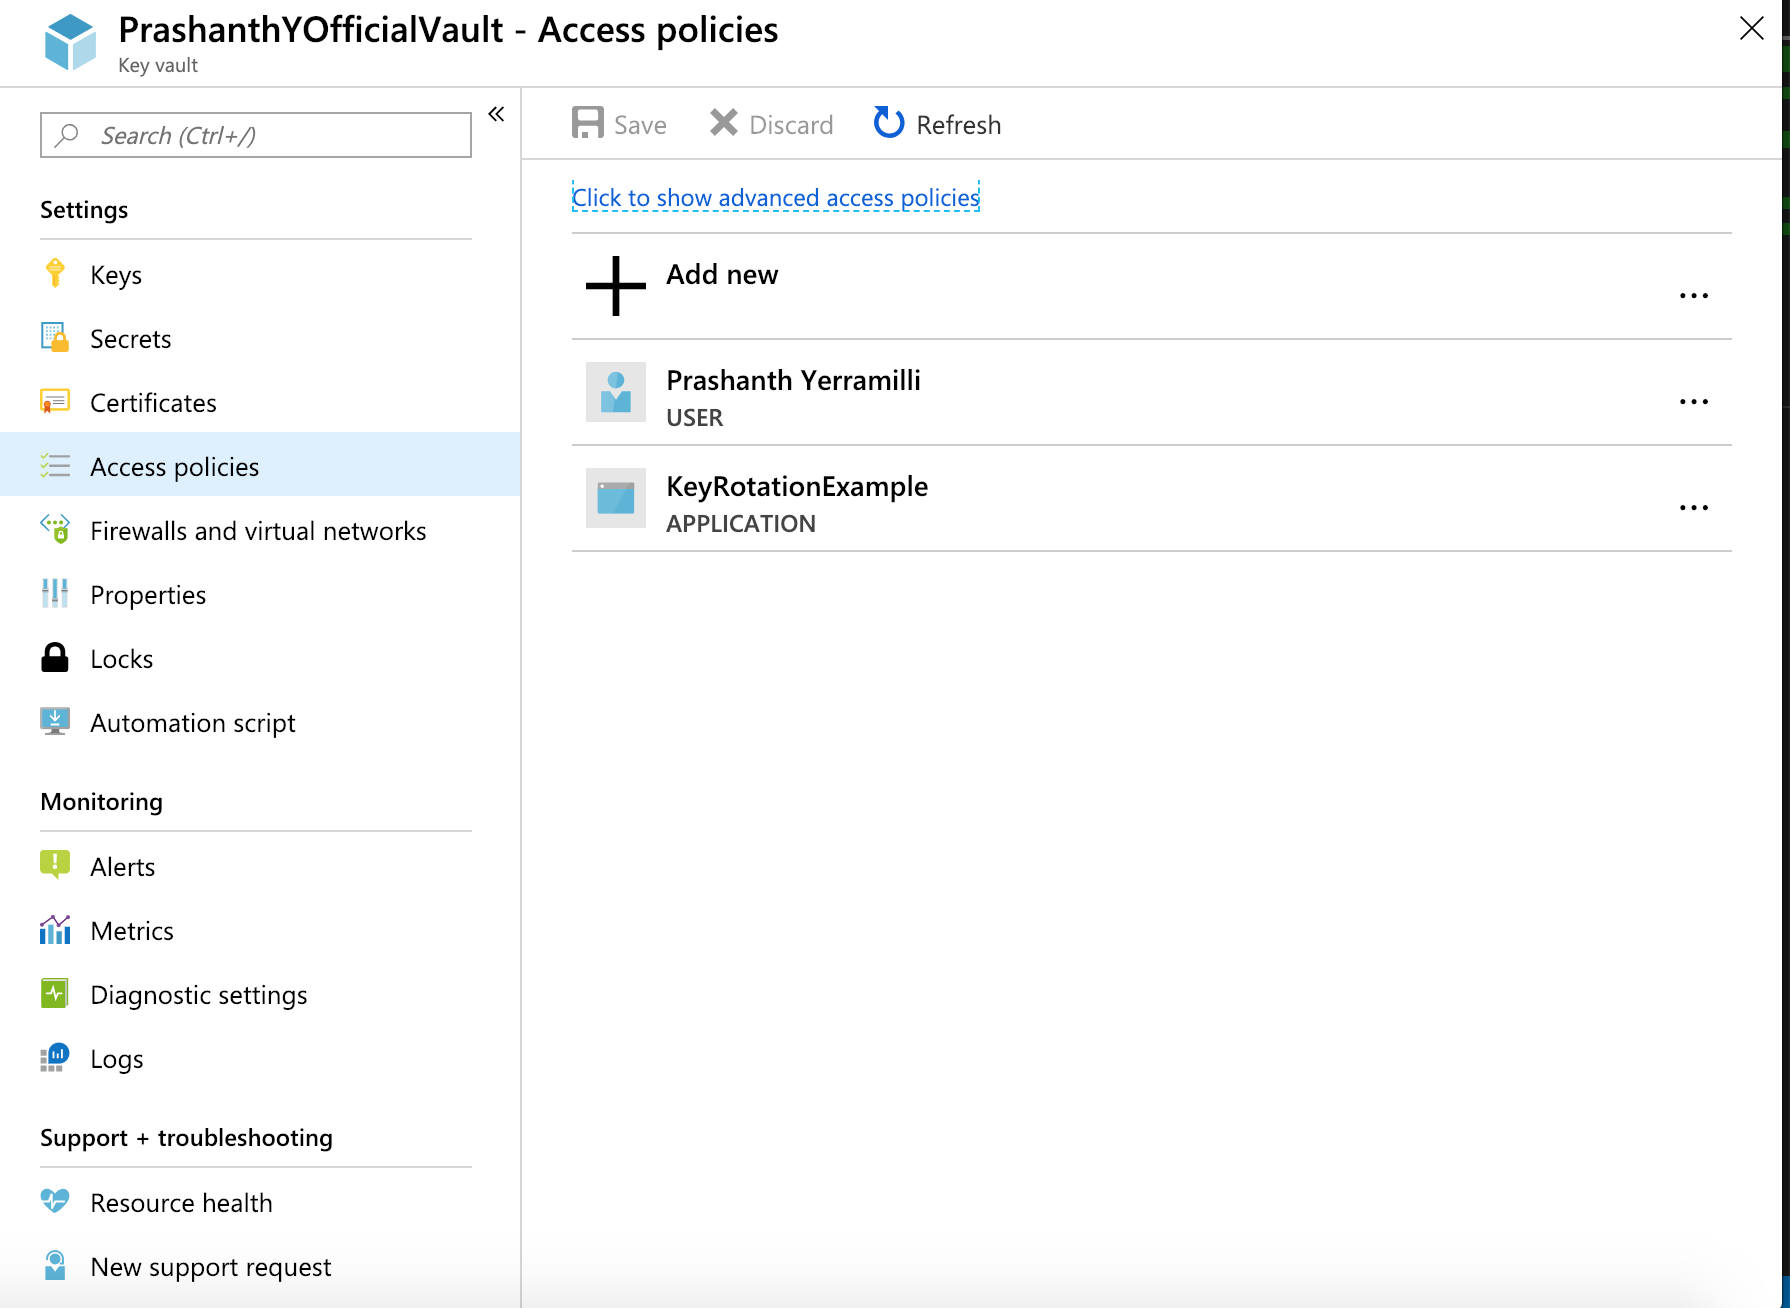 PrashanthYOfficialVault - Access policies
Key vault
Search (Ctrl+/)
Settings
Keys
Secrets
Certificates
Access policies
Firewalls and virtual networks
Properties
Locks
Automation script
Monitoring
Alerts
Metrics
Diagnostic settings
Logs
Support + troubleshooting
Resource health
New support request
Save Discard Refresh
Click to show advanced access policies
Add new
Prashanth Yerramilli
USER
KeyRotationExample
APPLICATION